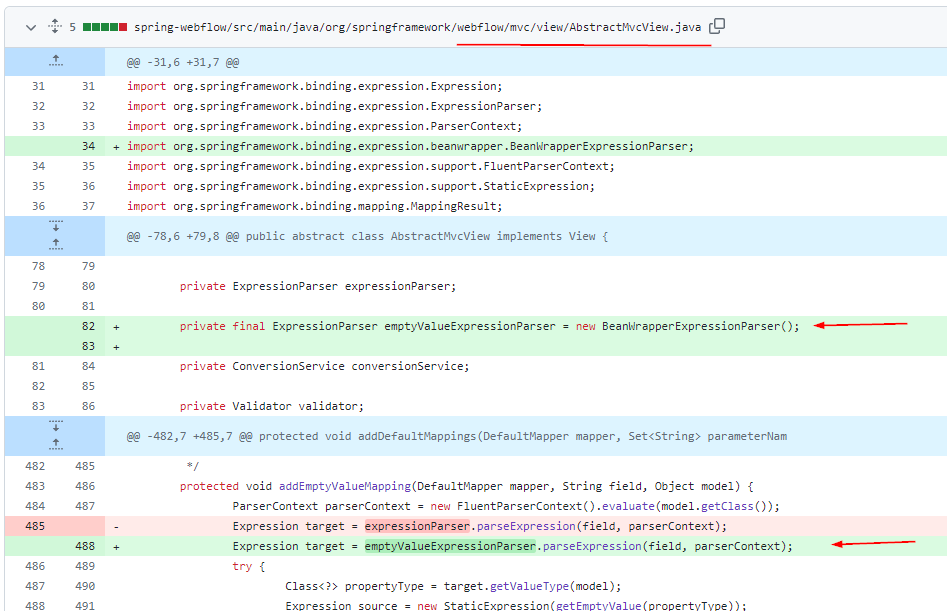 5 spring-webflow/src/main/java/org/springframework/webflow/mvc/view/AbstractMvcView.java
@@ -31,6 +31,7 @@
31 31 import org.springframework.binding.expression.Expression;
32 32 import org.springframework.binding.expression.ExpressionParser;
33 33 import org.springframework.binding.expression.ParserContext;
34 + import org.springframework.binding.expression.beanwrapper.BeanWrapperExpressionParser;
34 35 import org.springframework.binding.expression.support.FluentParserContext;
35 36 import org.springframework.binding.expression.support.StaticExpression;
36 37 import org.springframework.binding.mapping.MappingResult;
@@ -78,6 +79,8 @@ public abstract class AbstractMvcView implements View {
78 79
79 80 private ExpressionParser expressionParser;
80 81
82 + private final ExpressionParser emptyValueExpressionParser = new BeanWrapperExpressionParser();
83 +
81 84 private ConversionService conversionService;
82 85
83 86 private Validator validator;
@@ -482,7 +485,7 @@ protected void addDefaultMappings(DefaultMapper mapper, Set<String> parameterNam
482 485 */
483 486 protected void addEmptyValueMapping(DefaultMapper mapper, String field, Object model) {
484 487 ParserContext parserContext = new FluentParserContext().evaluate(model.getClass());
485 - Expression target = expressionParser.parseExpression(field, parserContext);
488 + Expression target = emptyValueExpressionParser.parseExpression(field, parserContext);
486 489 try {
487 490 Class<?> propertyType = target.getValueType(model);
488 491 Expression source = new StaticExpression(getEmptyValue(propertyType));